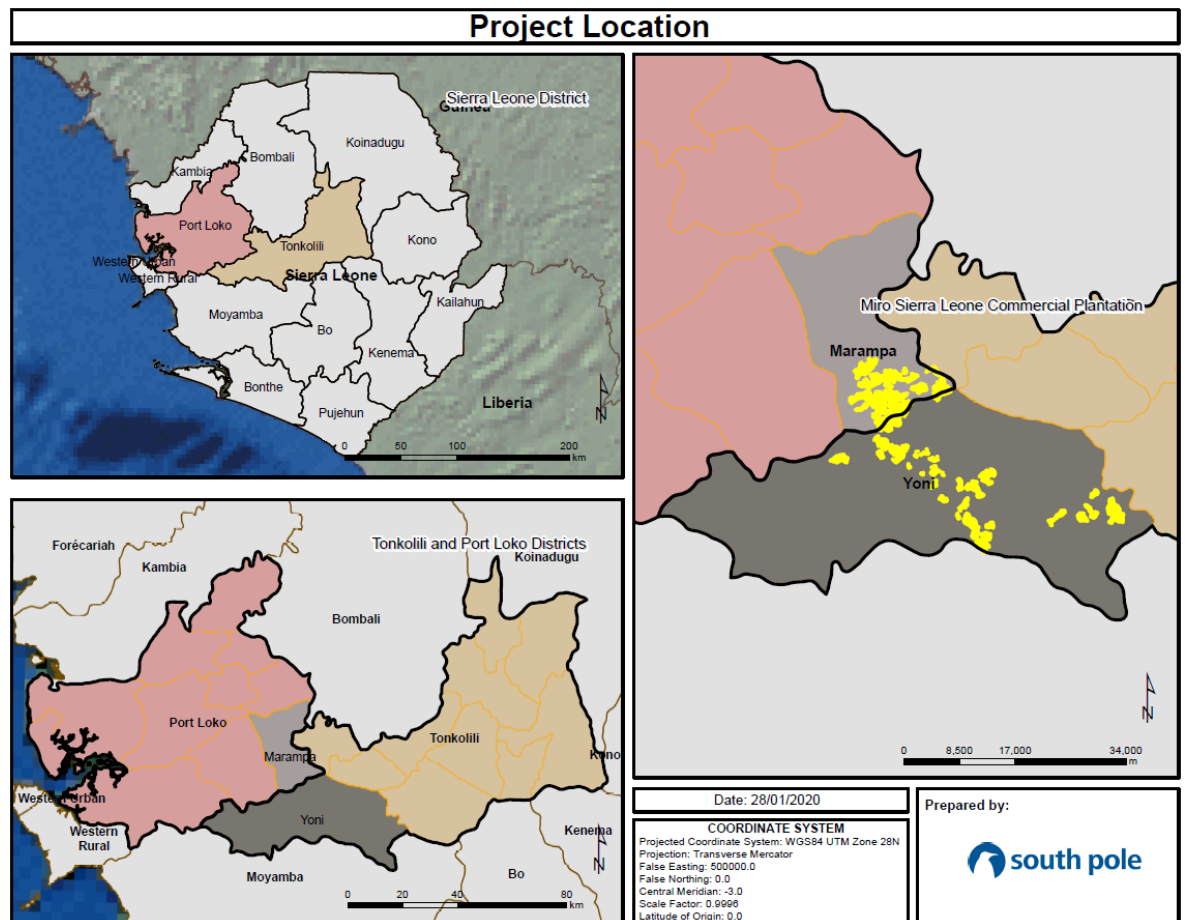 Project Location
Sierra Leone District
Guinea
Koinadugu
Bombali
Kambia
Port Loko
Kono
Tonkolili
Western Urban
Sierra Leone
Western Rural
Kailahun
Moyamba
Bo
Kenema
Bonthe
Liberia
Pujehun
N
0 50 100 200
km
Miro Sierra Leone Commercial Plantation
Marampa
Yoni
N
0 8,500 17,000 34,000
m
Tonkolili and Port Loko Districts
Forécariah
Koinadugu
Kambia
Bombali
Port Loko
Tonkolili
Marampa
Kono
Western Urban
Yoni
Western
Rural
Kenema
Moyamba
Bo
N
0 20 40 80
km
Date: 28/01/2020
COORDINATE SYSTEM
Projected Coordinate System: WGS84 UTM Zone 28N
Projection: Transverse Mercator
False Easting: 500000.0
False Northing: 0.0
Central Meridian: -3.0
Scale Factor: 0.9996
Latitude of Origin: 0.0
Prepared by:
south pole